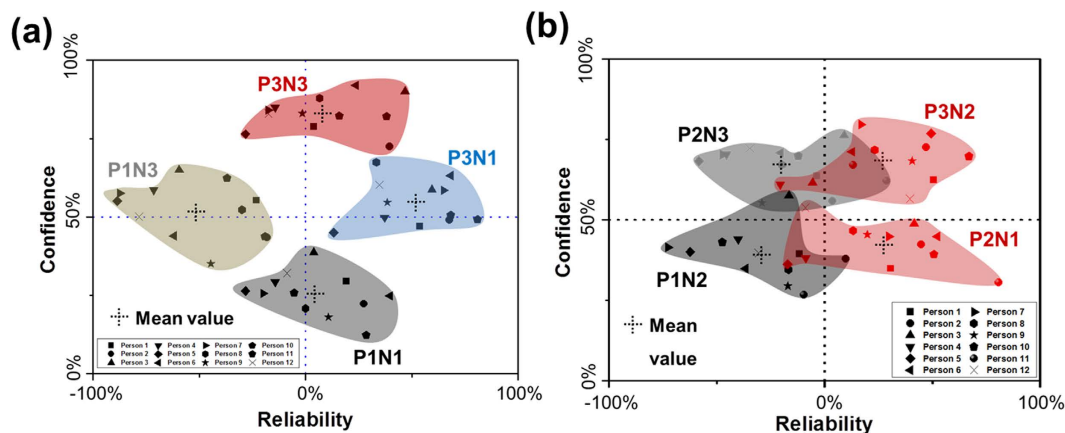 (a)
Confidence
100%
50%
0%
P3N3
P3N1
P1N3
P1N1
Mean value
Person 1 Person 4 Person 7 Person 10
Person 2 Person 5 Person 8 Person 11
Person 3 Person 6 Person 9 Person 12
-100% 0% 100%
Reliability
(b)
Confidence
100%
50%
0%
P2N3
P3N2
P1N2
P2N1
Mean
value
Person 1 Person 7
Person 2 Person 8
Person 3 Person 9
Person 4 Person 10
Person 5 Person 11
Person 6 Person 12
-100% 0% 100%
Reliability